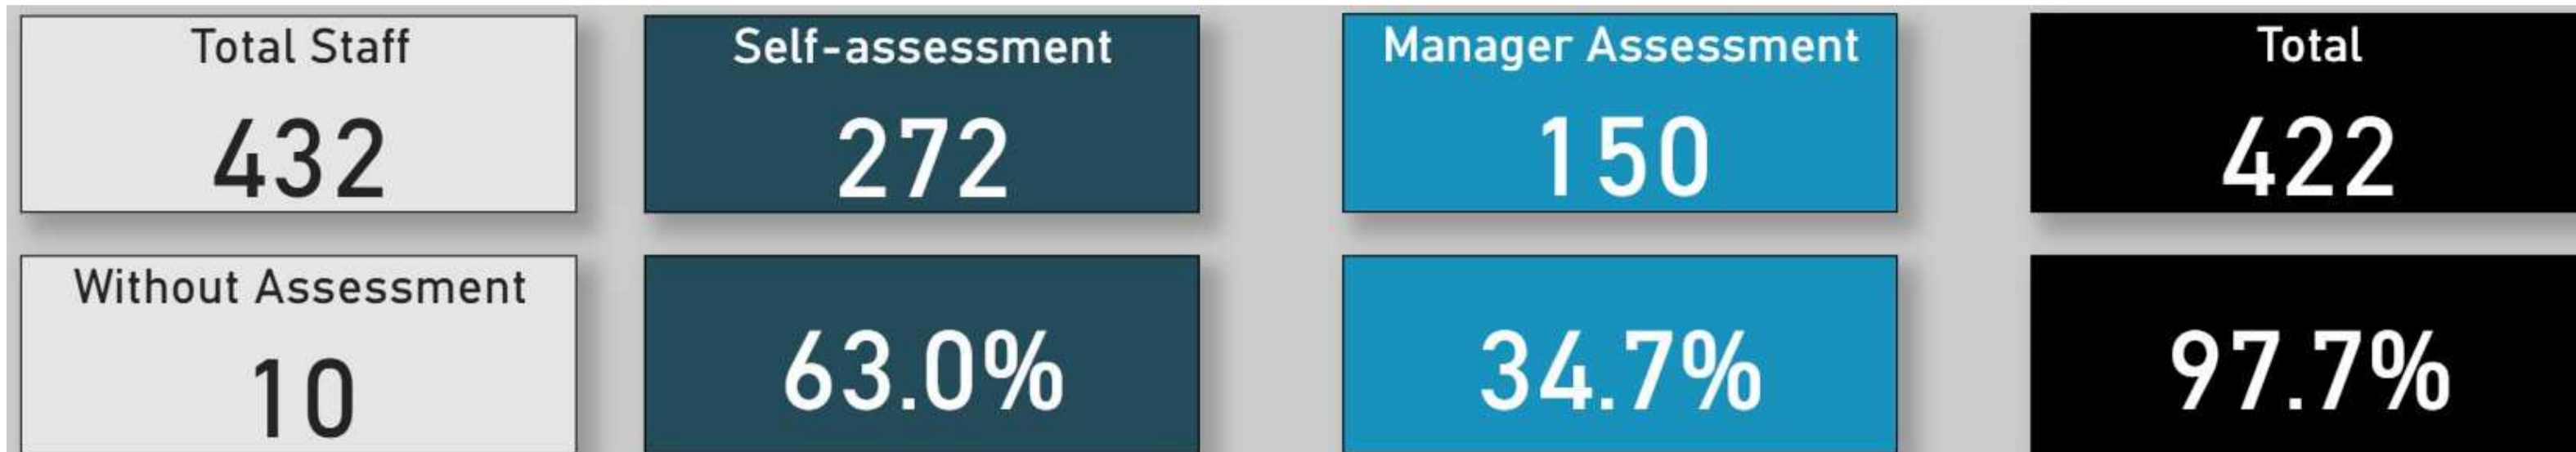 Total Staff
432
Self-assessment
272
Manager Assessment
150
Total
422
Without Assessment
10
63.0%
34.7%
97.7%